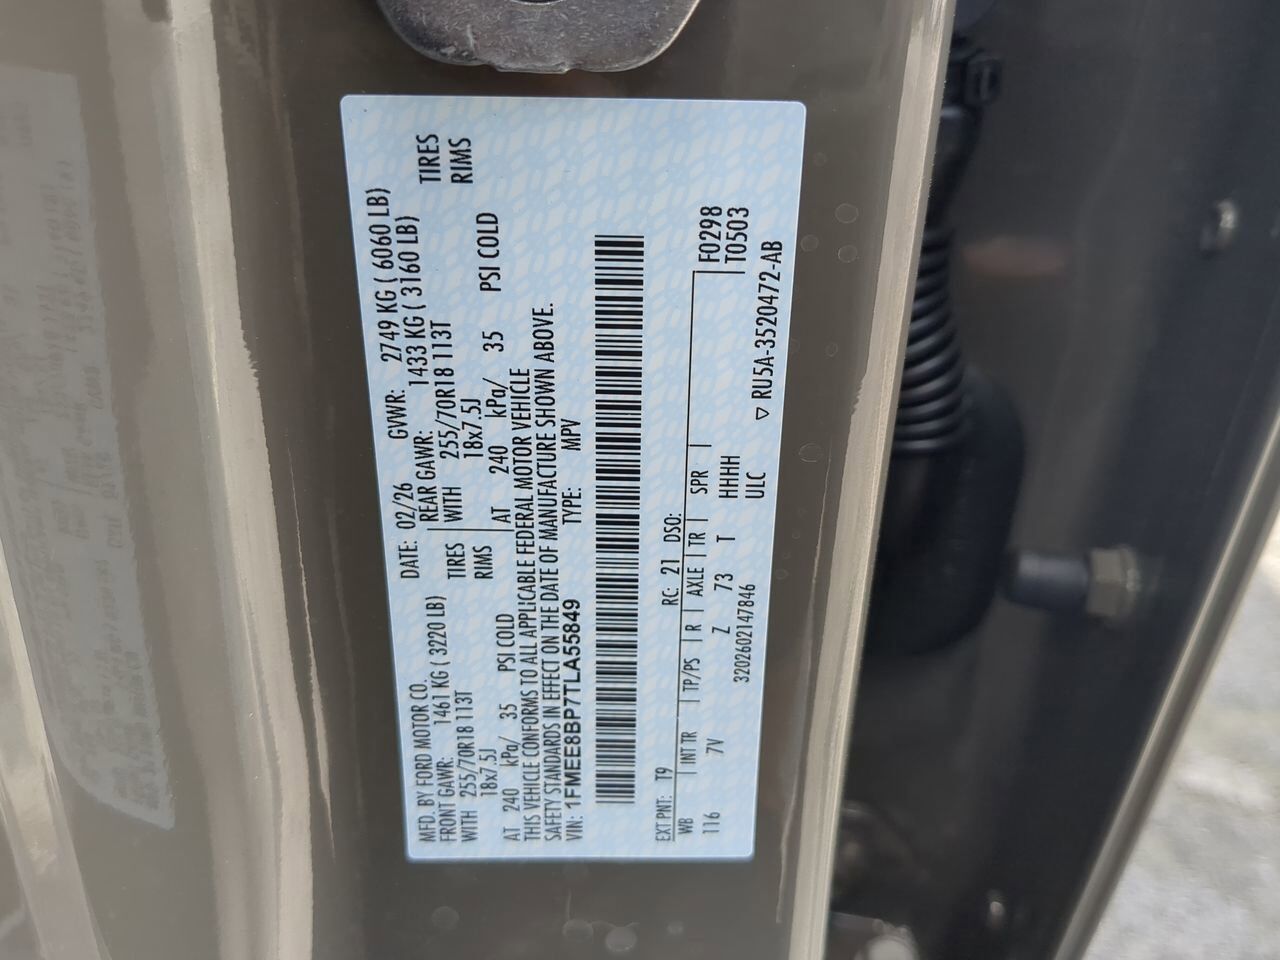 MFD. BY FORD MOTOR CO.
DATE: 02/26 GVWR: 2749 KG ( 6060 LB)
FRONT GAWR: 1461 KG ( 3220 LB) REAR GAWR: 1433 KG ( 3160 LB)
WITH 255/70R18 113T TIRES WITH 255/70R18 113T TIRES
18x7.5J RIMS 18x7.5J RIMS
AT 240 kPa/ 35 PSI COLD AT 240 kPa/ 35 PSI COLD
THIS VEHICLE CONFORMS TO ALL APPLICABLE FEDERAL MOTOR VEHICLE
SAFETY STANDARDS IN EFFECT ON THE DATE OF MANUFACTURE SHOWN ABOVE.
VIN: 1FMEE8BP7TLA55849 TYPE: MPV
EXT PNT: T9 RC: 21 DSO:
WB INT TR TP/PS R AXLE TR SPR F0298
116 7V Z 73 T HHHH T0503
ULC
3202602147846 ▽ RU5A-3520472-AB